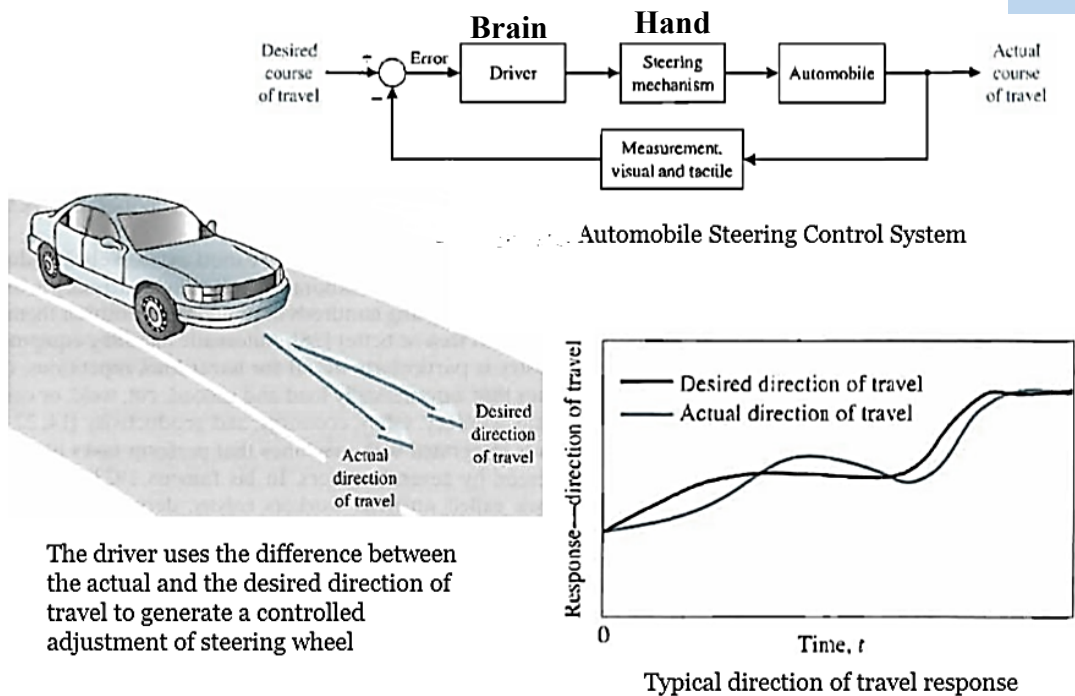 Brain
Hand
Desired
course
of travel
+
−
Error
Driver
Steering
mechanism
Automobile
Actual
course
of travel
Measurement,
visual and tactile
Automobile Steering Control System
Desired
direction
of travel
Actual
direction
of travel
The driver uses the difference between
the actual and the desired direction of
travel to generate a controlled
adjustment of steering wheel
Response—direction of travel
Desired direction of travel
Actual direction of travel
0
Time, t
Typical direction of travel response